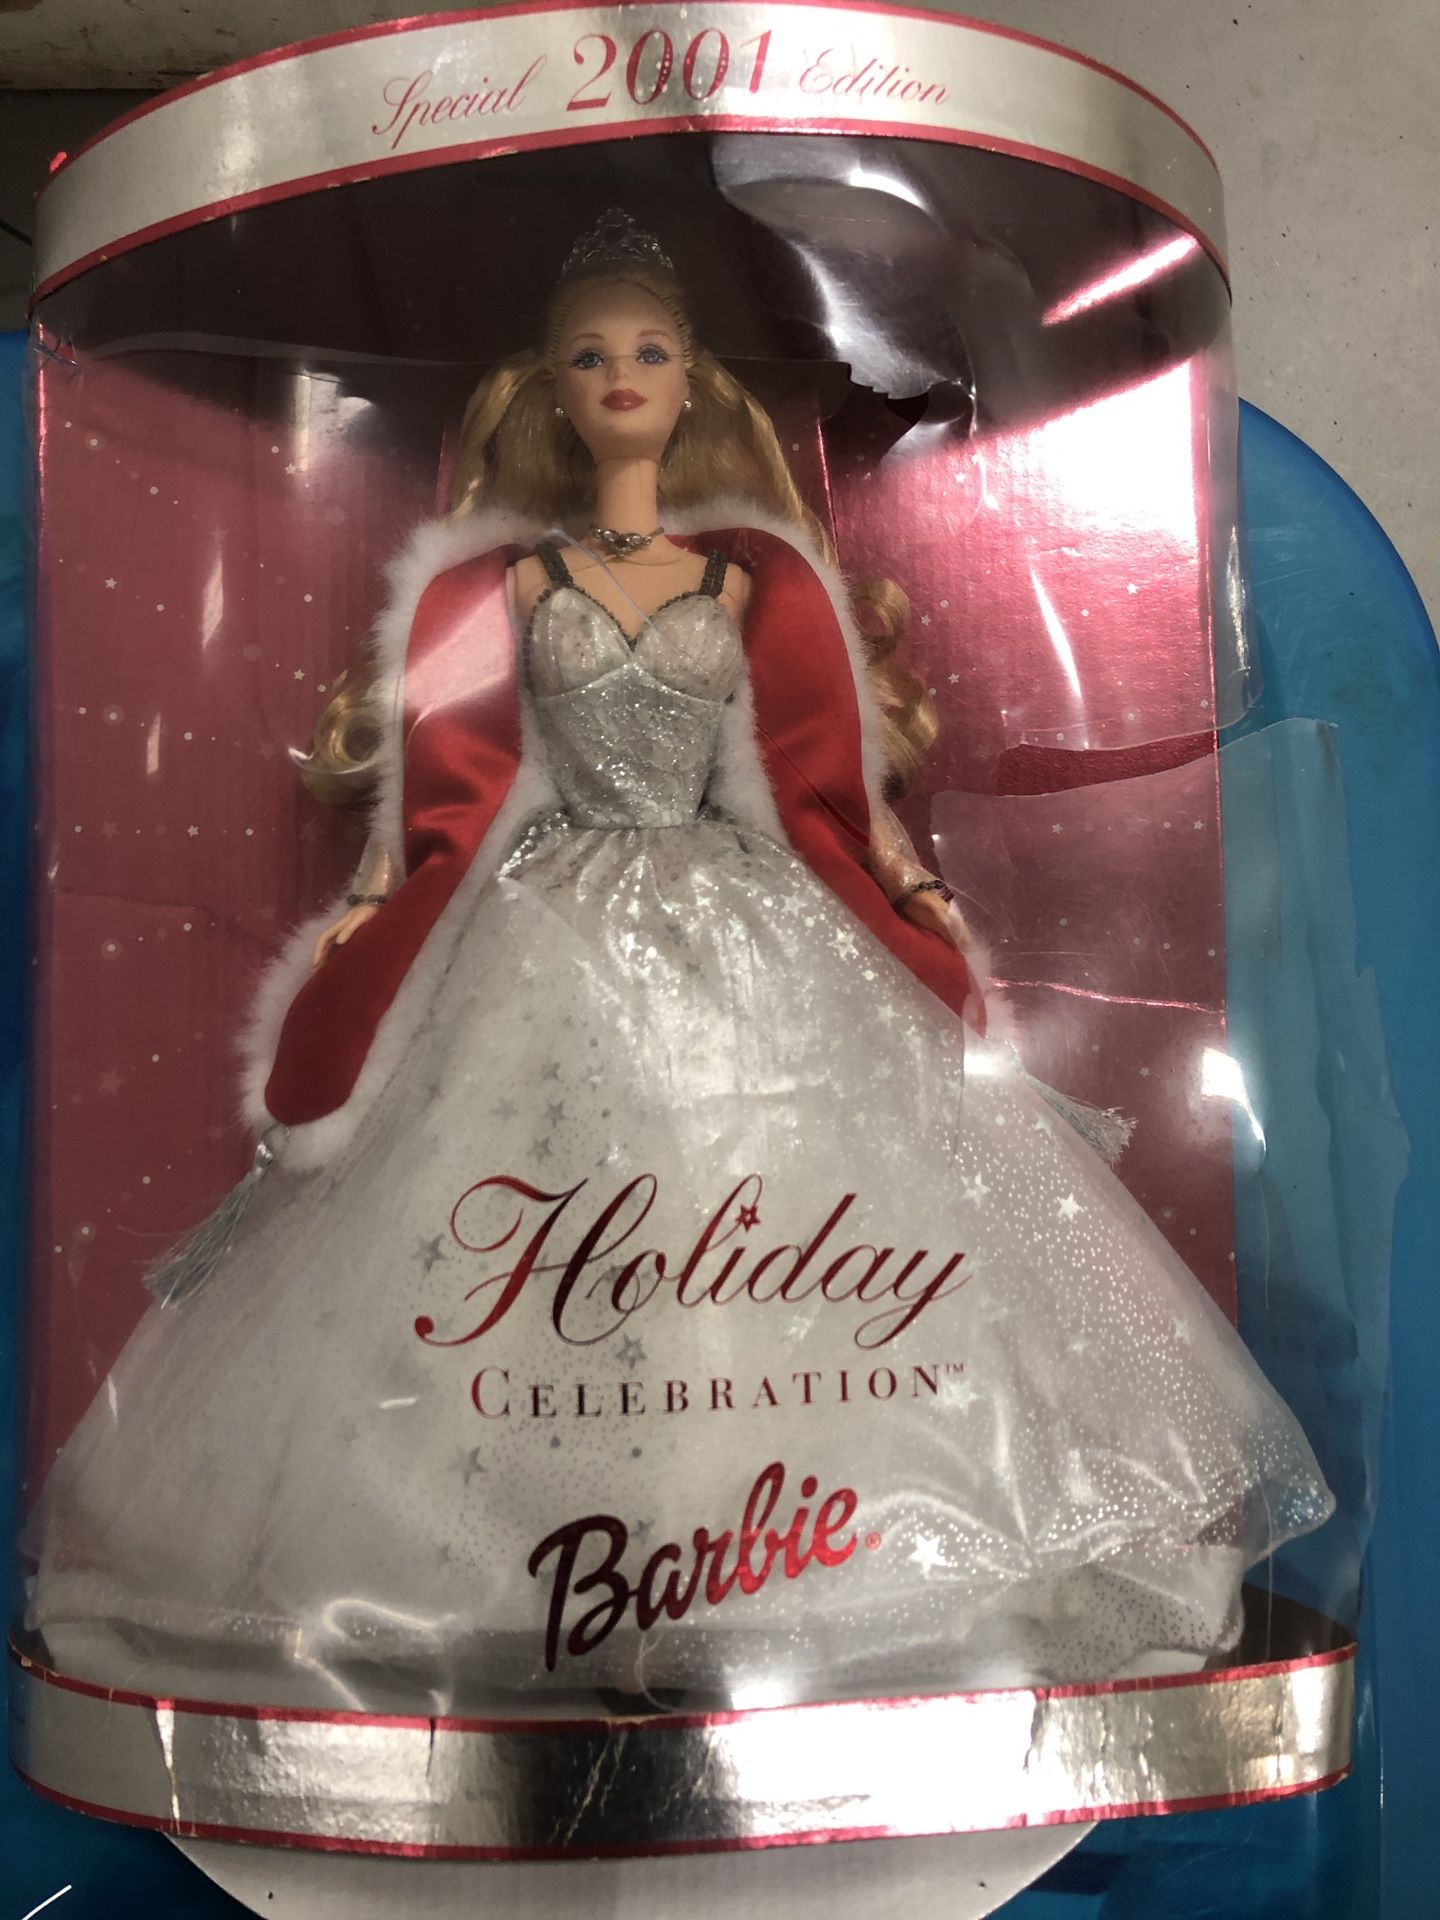 Special 2001 Edition
Holiday
CELEBRATION™
Barbie®